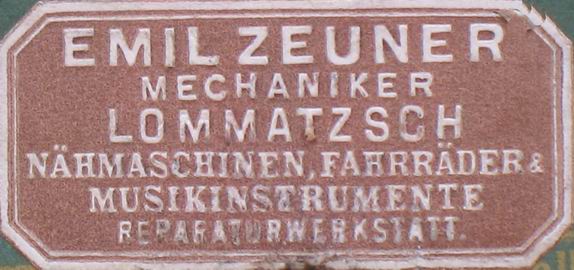 EMIL ZEUNER
MECHANIKER
LOMMATZSCH
NÄHMASCHINEN, FAHRRÄDER &
MUSIKINSTRUMENTE
REPARATURWERKSTATT.